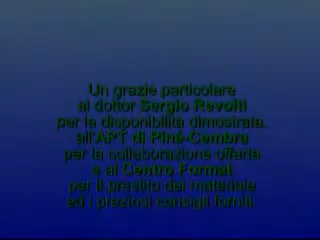 Un grazie particolare
al dottor Sergio Revolti
per la disponibilità dimostrata,
all'APT di Pinè-Cembra
per la collaborazione offerta
e al Centro Format
per il prestito del materiale
ed i preziosi consigli forniti